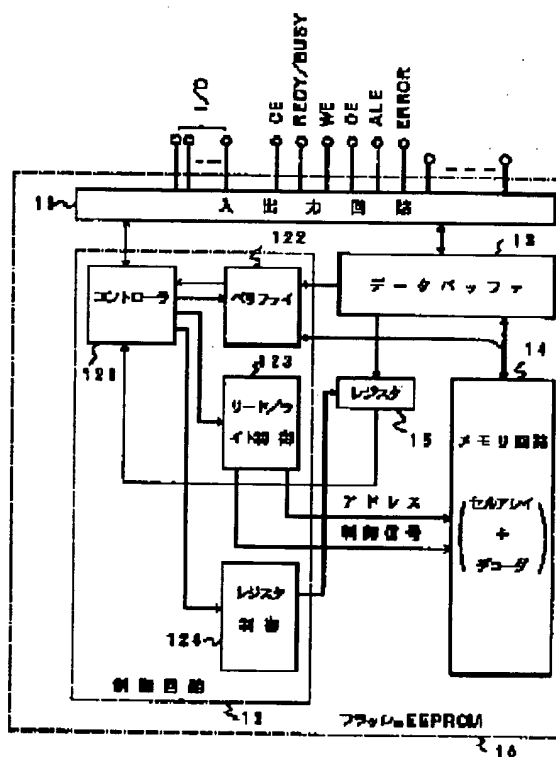 I/O
CE
REDY/BUSY
WE
OE
ALE
ERROR
11
入出力回路
122
13
コントローラ
ベリファイ
データバッファ
121
123
14
リード/ラ
イト制御
レジスタ
15
メモリ回路
アドレス
制御信号
(セルアレイ
+
デコーダ)
レジスタ
制御
124
制御回路
12
フラッシュEEPROM
16